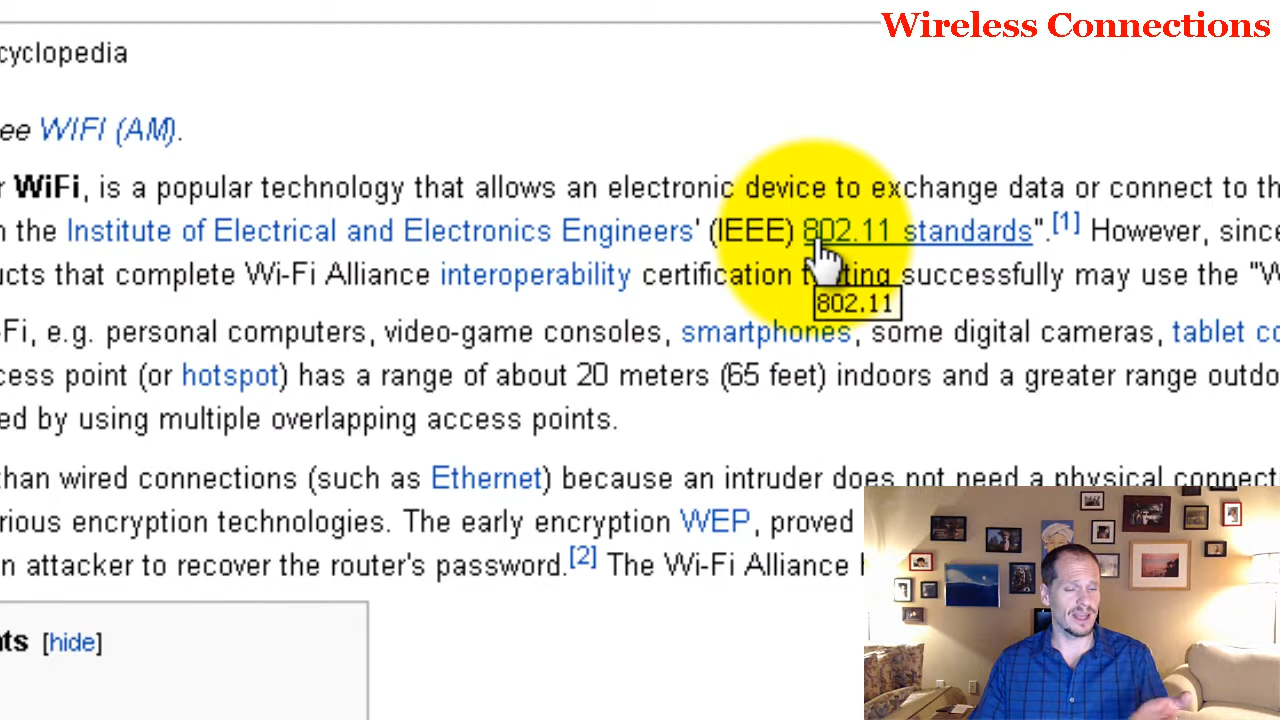 Wireless Connections
cyclopedia
ee WIFI (AM).
r WiFi, is a popular technology that allows an electronic device to exchange data or connect to th
n the Institute of Electrical and Electronics Engineers' (IEEE) 802.11 standards".[1] However, since
ucts that complete Wi-Fi Alliance interoperability certification testing successfully may use the "W
802.11
-Fi, e.g. personal computers, video-game consoles, smartphones, some digital cameras, tablet co
cess point (or hotspot) has a range of about 20 meters (65 feet) indoors and a greater range outdo
ed by using multiple overlapping access points.
than wired connections (such as Ethernet) because an intruder does not need a physical connecti
rious encryption technologies. The early encryption WEP, proved
n attacker to recover the router's password.[2] The Wi-Fi Alliance h
nts [hide]